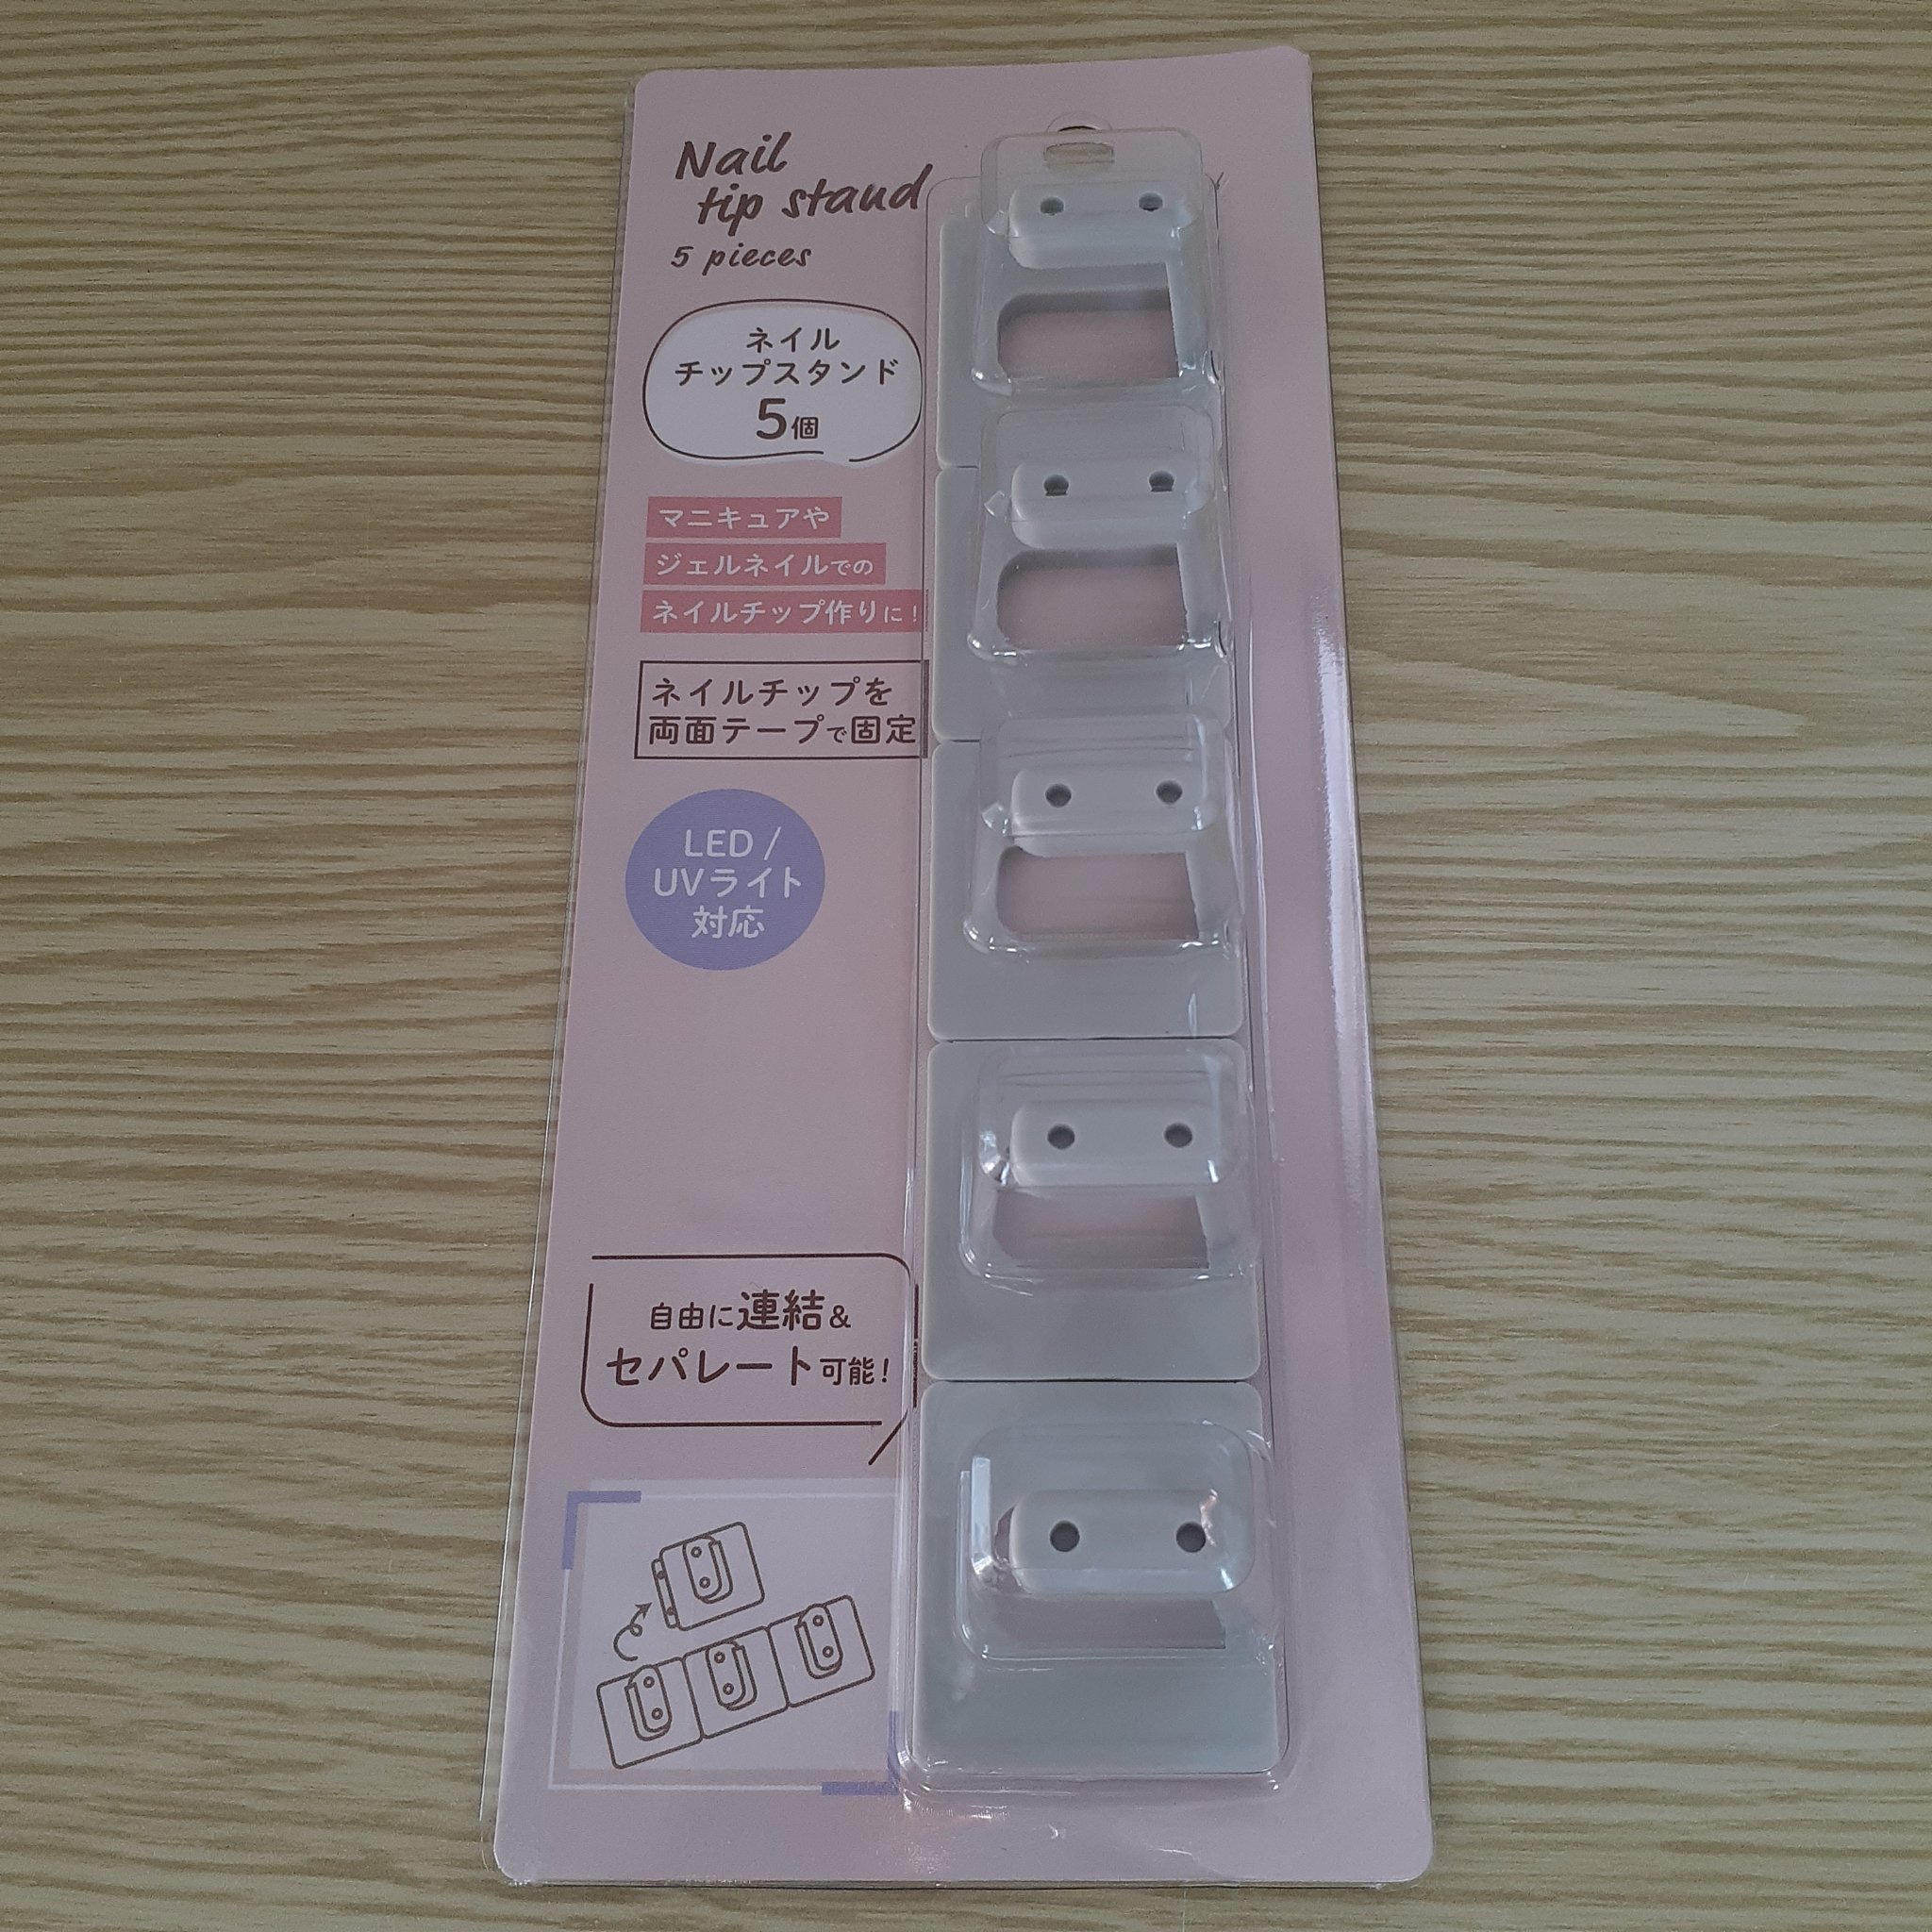 Nail
tip stand
5 pieces
ネイル
チップスタンド
5個
マニキュアや
ジェルネイルでの
ネイルチップ作りに！
ネイルチップを
両面テープで固定
LED /
UVライト
対応
自由に連結&
セパレート可能！